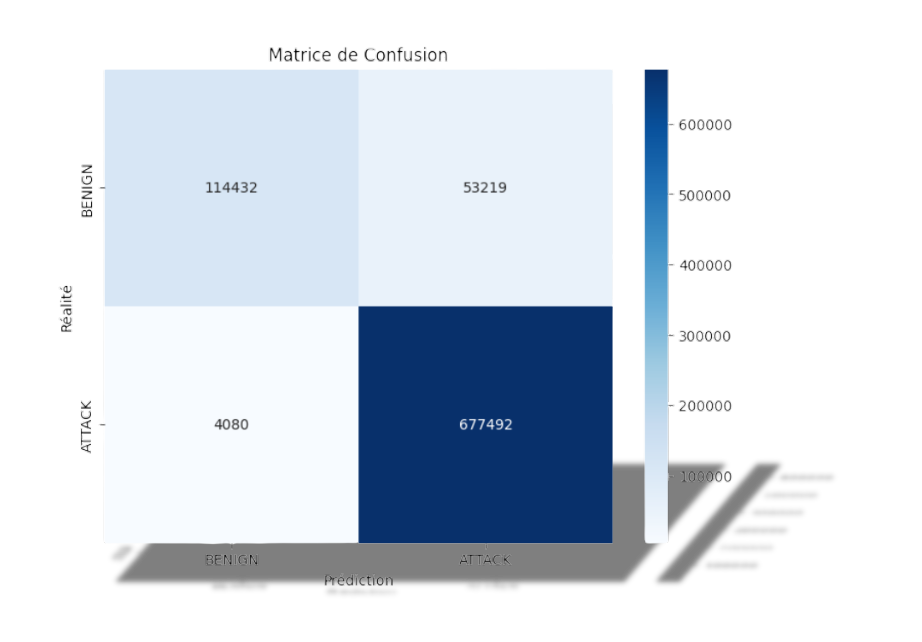 Matrice de Confusion
BENIGN
114432
53219
Réalité
ATTACK
4080
677492
BENIGN
ATTACK
Prédiction
600000
500000
400000
300000
200000
100000